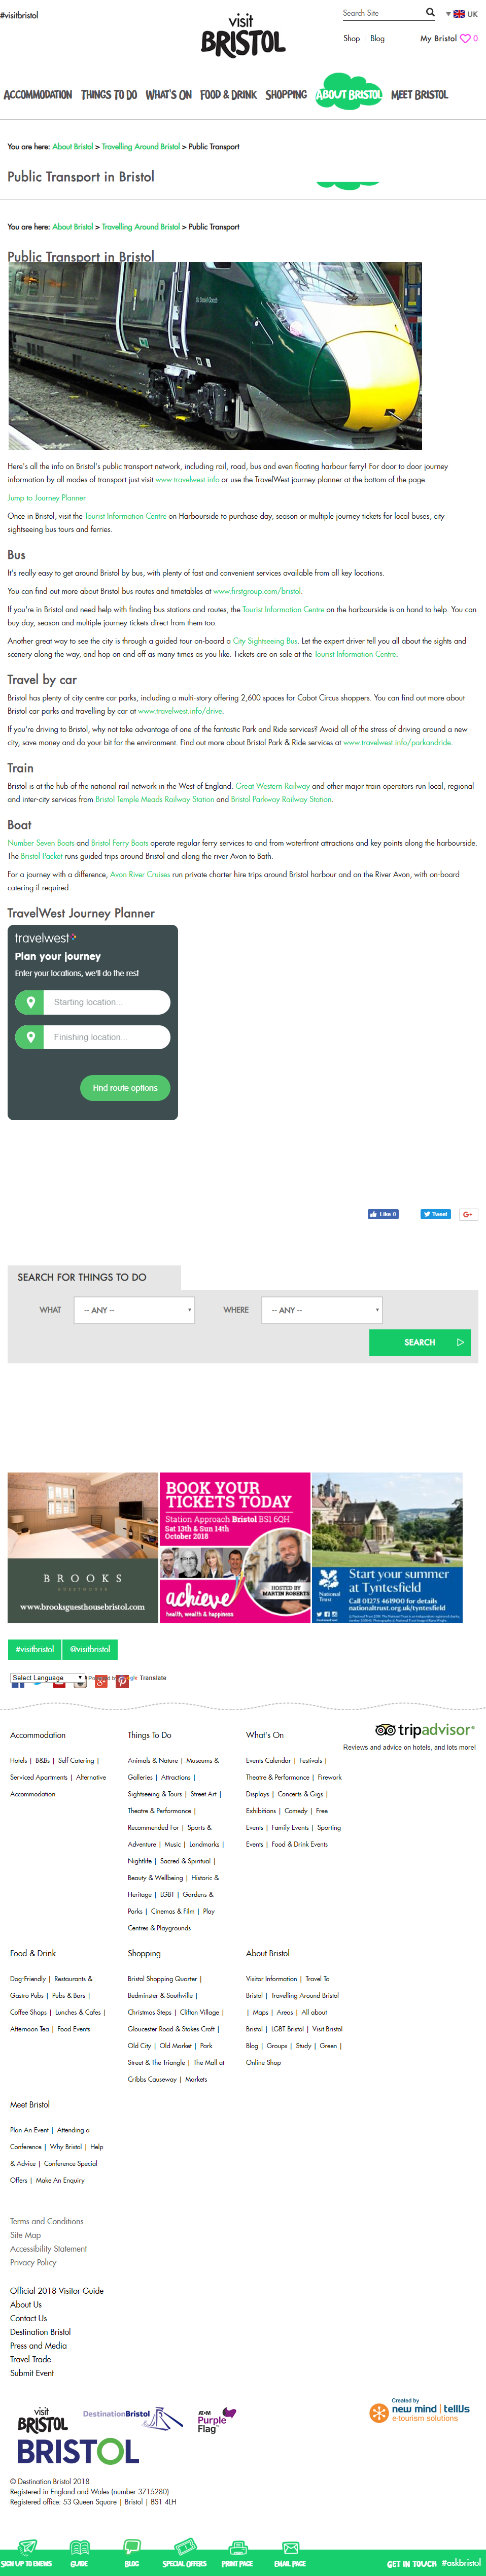 #visitbristol
visit
BRISTOL
Search Site
UK
Shop | Blog
My Bristol 0
ACCOMMODATION THINGS TO DO WHAT'S ON FOOD & DRINK SHOPPING ABOUT BRISTOL MEET BRISTOL
You are here: About Bristol > Travelling Around Bristol > Public Transport
Public Transport in Bristol
You are here: About Bristol > Travelling Around Bristol > Public Transport
Public Transport in Bristol
Here's all the info on Bristol's public transport network, including rail, road, bus and even floating harbour ferry! For door to door journey
information by all modes of transport just visit www.travelwest.info or use the TravelWest journey planner at the bottom of the page.
Jump to Journey Planner
Once in Bristol, visit the Tourist Information Centre on Harbourside to purchase day, season or multiple journey tickets for local buses, city
sightseeing bus tours and ferries.
Bus
It's really easy to get around Bristol by bus, with plenty of fast and convenient services available from all key locations.
You can find out more about Bristol bus routes and timetables at www.firstgroup.com/bristol.
If you're in Bristol and need help with finding bus stations and routes, the Tourist Information Centre on the harbourside is on hand to help. You can
buy day, season and multiple journey tickets direct from them too.
Another great way to see the city is through a guided tour on-board a City Sightseeing Bus. Let the expert driver tell you all about the sights and
scenery along the way, and hop on and off as many times as you like. Tickets are on sale at the Tourist Information Centre.
Travel by car
Bristol has plenty of city centre car parks, including a multi-story offering 2,600 spaces for Cabot Circus shoppers. You can find out more about
Bristol car parks and travelling by car at www.travelwest.info/drive.
If you're driving to Bristol, why not take advantage of one of the fantastic Park and Ride services? Avoid all of the stress of driving around a new
city, save money and do your bit for the environment. Find out more about Bristol Park & Ride services at www.travelwest.info/parkandride.
Train
Bristol is at the hub of the national rail network in the West of England. Great Western Railway and other major train operators run local, regional
and inter-city services from Bristol Temple Meads Railway Station and Bristol Parkway Railway Station.
Boat
Number Seven Boats and Bristol Ferry Boats operate regular ferry services to and from waterfront attractions and key points along the harbourside.
The Bristol Packet runs guided trips around Bristol and along the river Avon to Bath.
For a journey with a difference, Avon River Cruises run private charter hire trips around Bristol harbour and on the River Avon, with on-board
catering if required.
TravelWest Journey Planner
travelwest
Plan your journey
Enter your locations, we'll do the rest
Starting location...
Finishing location...
Find route options
Like 0
Tweet
G+
SEARCH FOR THINGS TO DO
WHAT -- ANY -- WHERE -- ANY --
SEARCH
BROOKS
GUESTHOUSE
www.brooksguesthousebristol.com
BOOK YOUR
TICKETS TODAY
Station Approach Bristol BS1 6QH
Sat 13th & Sun 14th
October 2018
HOSTED BY
MARTIN ROBERTS
achieve
health, wealth & happiness
National
Trust
Start your summer
at Tyntesfield
Call 01275 461900 for details
nationaltrust.org.uk/tyntesfield
#visitbristol @visitbristol
Select Language
Translate
tripadvisor
Reviews and advice on hotels, and lots more!
Accommodation
Hotels | B&Bs | Self Catering |
Serviced Apartments | Alternative
Accommodation
Things To Do
Animals & Nature | Museums &
Galleries | Attractions |
Sightseeing & Tours | Street Art |
Theatre & Performance |
Recommended For | Sports &
Adventure | Music | Landmarks |
Nightlife | Sacred & Spiritual |
Beauty & Wellbeing | Historic &
Heritage | LGBT | Gardens &
Parks | Cinemas & Film | Play
Centres & Playgrounds
What's On
Events Calendar | Festivals |
Theatre & Performance | Firework
Displays | Concerts & Gigs |
Exhibitions | Comedy | Free
Events | Family Events | Sporting
Events | Food & Drink Events
Food & Drink
Dog-Friendly | Restaurants &
Gastro Pubs | Pubs & Bars |
Coffee Shops | Lunches & Cafes |
Afternoon Tea | Food Events
Shopping
Bristol Shopping Quarter |
Bedminster & Southville |
Christmas Steps | Clifton Village |
Gloucester Road & Stokes Croft |
Old City | Old Market | Park
Street & The Triangle | The Mall at
Cribbs Causeway | Markets
About Bristol
Visitor Information | Travel To
Bristol | Travelling Around Bristol
| Maps | Areas | All about
Bristol | LGBT Bristol | Visit Bristol
Blog | Groups | Study | Green |
Online Shop
Meet Bristol
Plan An Event | Attending a
Conference | Why Bristol | Help
& Advice | Conference Special
Offers | Make An Enquiry
Terms and Conditions
Site Map
Accessibility Statement
Privacy Policy
Official 2018 Visitor Guide
About Us
Contact Us
Destination Bristol
Press and Media
Travel Trade
Submit Event
visit
BRISTOL
DestinationBristol
Purple
Flag
Created by
new mind | tellUs
e-tourism solutions
BRISTOL
© Destination Bristol 2018
Registered in England and Wales (number 3715280)
Registered office: 53 Queen Square | Bristol | BS1 4LH
SIGN UP TO ENEWS GUIDE BLOG SPECIAL OFFERS PRINT PAGE EMAIL PAGE GET IN TOUCH #askbristol